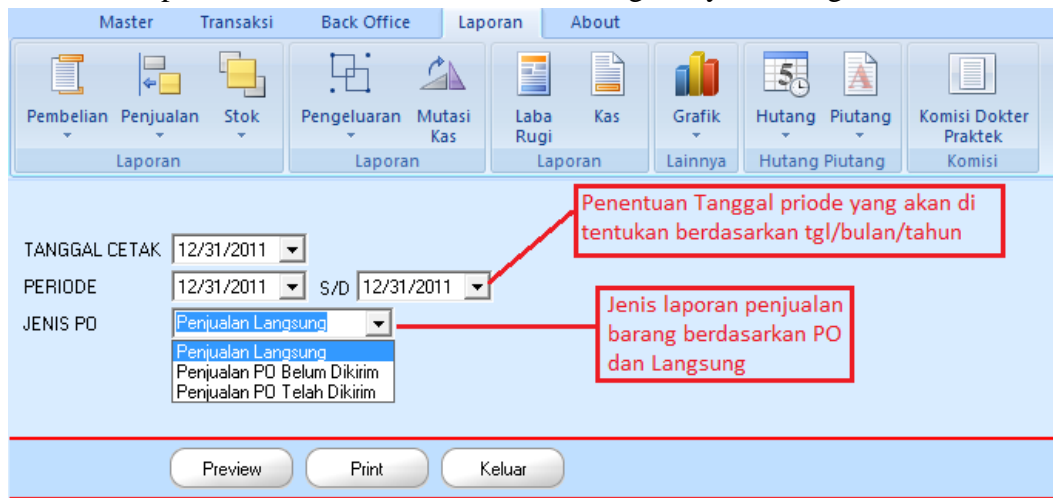 Master Transaksi Back Office Laporan About
Pembelian Penjualan Stok Pengeluaran Mutasi Kas Laba Rugi Kas Grafik Hutang Piutang Komisi Dokter Praktek
Laporan Laporan Laporan Lainnya Hutang Piutang Komisi
Penentuan Tanggal priode yang akan di
tentukan berdasarkan tgl/bulan/tahun
TANGGAL CETAK 12/31/2011
PERIODE 12/31/2011 S/D 12/31/2011
JENIS PO Penjualan Langsung
Penjualan Langsung
Penjualan PO Belum Dikirim
Penjualan PO Telah Dikirim
Jenis laporan penjualan
barang berdasarkan PO
dan Langsung
Preview Print Keluar